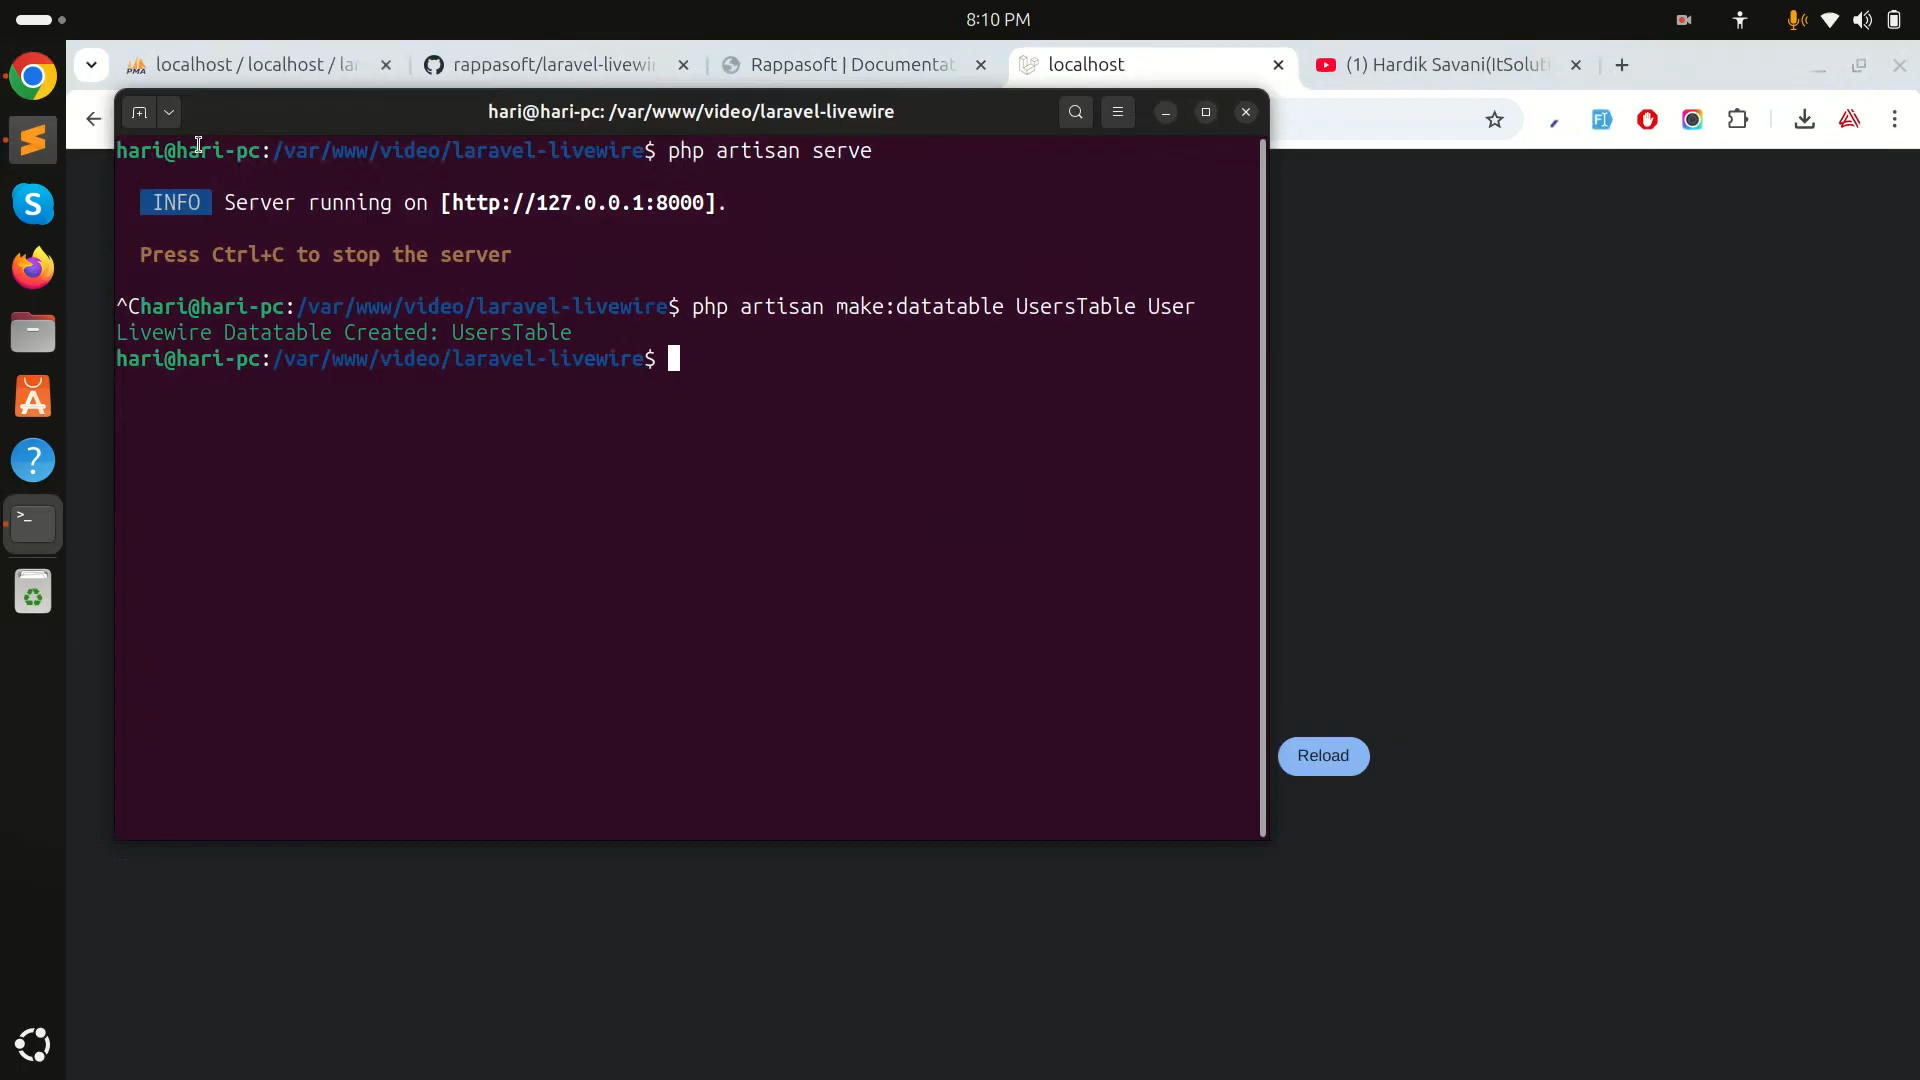 8:10 PM
localhost / localhost / la
rappasoft/laravel-livewi
Rappasoft | Documentat
localhost
(1) Hardik Savani(ItSoluti
hari@hari-pc: /var/www/video/laravel-livewire
hari@hari-pc:/var/www/video/laravel-livewire$ php artisan serve
INFO Server running on [http://127.0.0.1:8000].
Press Ctrl+C to stop the server
^Chari@hari-pc:/var/www/video/laravel-livewire$ php artisan make:datatable UsersTable User
Livewire Datatable Created: UsersTable
hari@hari-pc:/var/www/video/laravel-livewire$
Reload